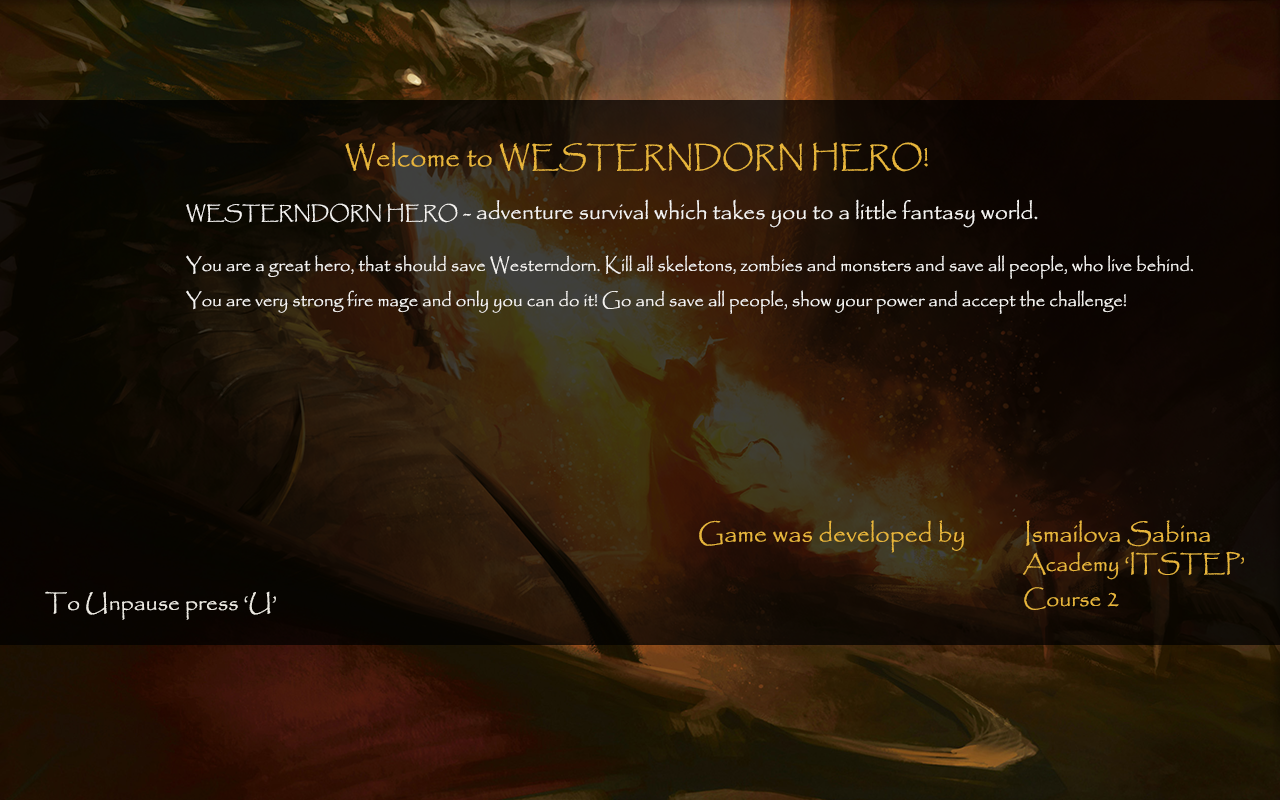 Welcome to WESTERNDORN HERO!
WESTERNDORN HERO - adventure survival which takes you to a little fantasy world.
You are a great hero, that should save Westerndorn. Kill all skeletons, zombies and monsters and save all people, who live behind.
You are very strong fire mage and only you can do it! Go and save all people, show your power and accept the challenge!
Game was developed by Ismailova Sabina
Academy ‘ITSTEP’
Course 2
To Unpause press ‘U’